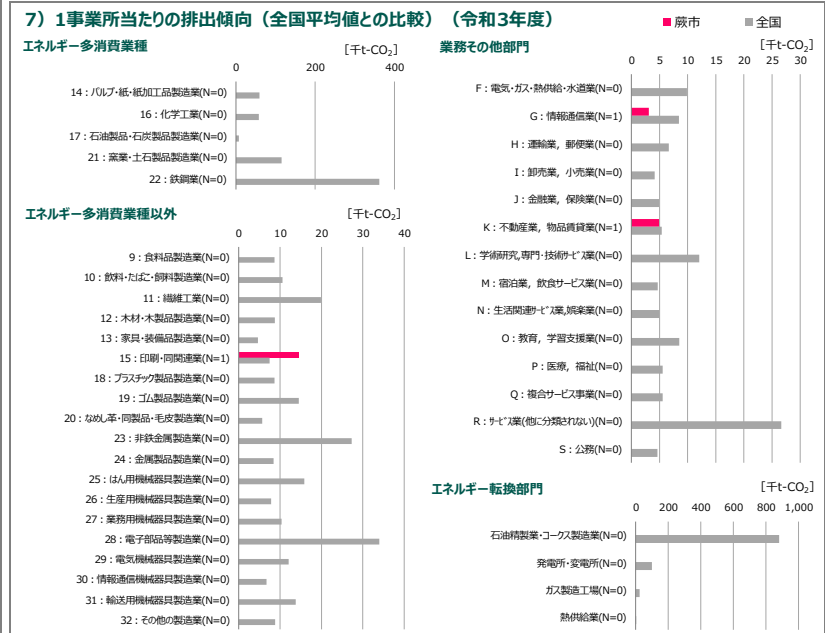 7）1事業所当たりの排出傾向（全国平均値との比較）（令和3年度）
■蕨市 ■全国
エネルギー多消費業種
［千t-CO₂］
0 200 400
14：パルプ・紙・紙加工品製造業(N=0)
16：化学工業(N=0)
17：石油製品・石炭製品製造業(N=0)
21：窯業・土石製品製造業(N=0)
22：鉄鋼業(N=0)
エネルギー多消費業種以外
［千t-CO₂］
0 10 20 30 40
9：食料品製造業(N=0)
10：飲料・たばこ・飼料製造業(N=0)
11：繊維工業(N=0)
12：木材・木製品製造業(N=0)
13：家具・装備品製造業(N=0)
15：印刷・同関連業(N=1)
18：プラスチック製品製造業(N=0)
19：ゴム製品製造業(N=0)
20：なめし革・同製品・毛皮製造業(N=0)
23：非鉄金属製造業(N=0)
24：金属製品製造業(N=0)
25：はん用機械器具製造業(N=0)
26：生産用機械器具製造業(N=0)
27：業務用機械器具製造業(N=0)
28：電子部品等製造業(N=0)
29：電気機械器具製造業(N=0)
30：情報通信機械器具製造業(N=0)
31：輸送用機械器具製造業(N=0)
32：その他の製造業(N=0)
業務その他部門
［千t-CO₂］
0 5 10 15 20 25 30
F：電気・ガス・熱供給・水道業(N=0)
G：情報通信業(N=1)
H：運輸業，郵便業(N=0)
I：卸売業，小売業(N=0)
J：金融業，保険業(N=0)
K：不動産業，物品賃貸業(N=1)
L：学術研究,専門・技術ｻｰﾋﾞｽ業(N=0)
M：宿泊業，飲食サービス業(N=0)
N：生活関連ｻｰﾋﾞｽ業,娯楽業(N=0)
O：教育，学習支援業(N=0)
P：医療，福祉(N=0)
Q：複合サービス事業(N=0)
R：ｻｰﾋﾞｽ業(他に分類されない)(N=0)
S：公務(N=0)
エネルギー転換部門
［千t-CO₂］
0 200 400 600 800 1,000
石油精製業・コークス製造業(N=0)
発電所・変電所(N=0)
ガス製造工場(N=0)
熱供給業(N=0)